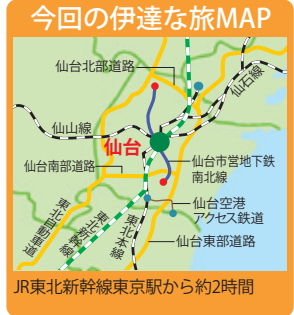 今回の伊達な旅MAP
仙台北部道路
仙石線
仙山線
仙台
仙台市営地下鉄
南北線
仙台南部道路
仙台空港
アクセス鉄道
東北自動車道
東北新幹線
東北本線
仙台東部道路
JR東北新幹線東京駅から約2時間